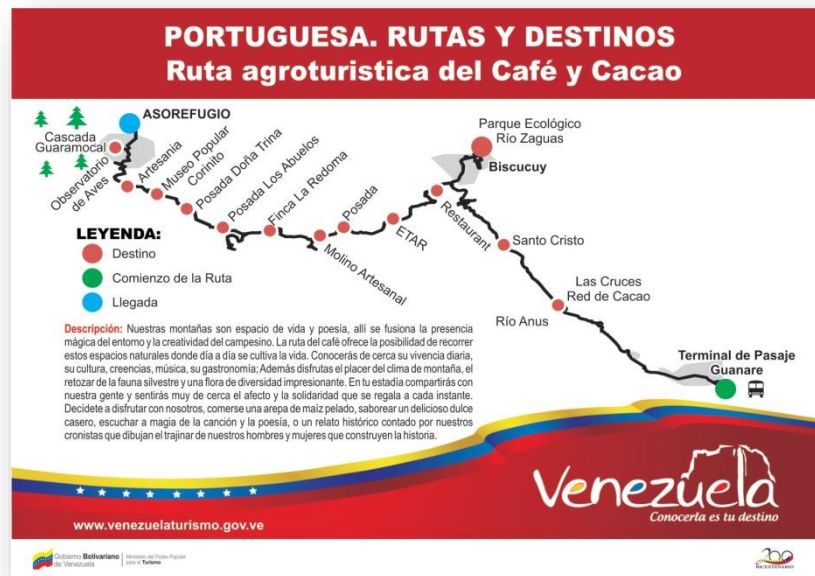 PORTUGUESA. RUTAS Y DESTINOS
Ruta agroturistica del Café y Cacao
ASOREFUGIO
Cascada
Guaramocal
Observatorio
de Aves
Artesania
Museo Popular
Corinito
Posada Doña Trina
Posada Los Abuelos
Finca La Redoma
Molino Artesanal
Posada
ETAR
Restaurant
Parque Ecológico
Río Zaguas
Biscucuy
Santo Cristo
Las Cruces
Red de Cacao
Río Anus
Terminal de Pasaje
Guanare
LEYENDA:
Destino
Comienzo de la Ruta
Llegada
Descripción: Nuestras montañas son espacio de vida y poesía, allí se fusiona la presencia
mágica del entorno y la creatividad del campesino. La ruta del café ofrece la posibilidad de recorrer
estos espacios naturales donde día a día se cultiva la vida. Conocerás de cerca su vivencia diaria,
su cultura, creencias, música, su gastronomía; Además disfrutas el placer del clima de montaña, el
retozar de la fauna silvestre y una flora de diversidad impresionante. En tu estadía compartirás con
nuestra gente y sentirás muy de cerca el afecto y la solidaridad que se regala a cada instante.
Decídete a disfrutar con nosotros, comerse una arepa de maíz pelado, saborear un delicioso dulce
casero, escuchar a magia de la canción y la poesía, o un relato histórico contado por nuestros
cronistas que dibujan el trajinar de nuestros hombres y mujeres que construyen la historia.
Venezuela
Conocerla es tu destino
www.venezuelaturismo.gov.ve
Gobierno Bolivariano
de Venezuela
Ministerio del Poder Popular
para el Turismo
200
BICENTENARIO